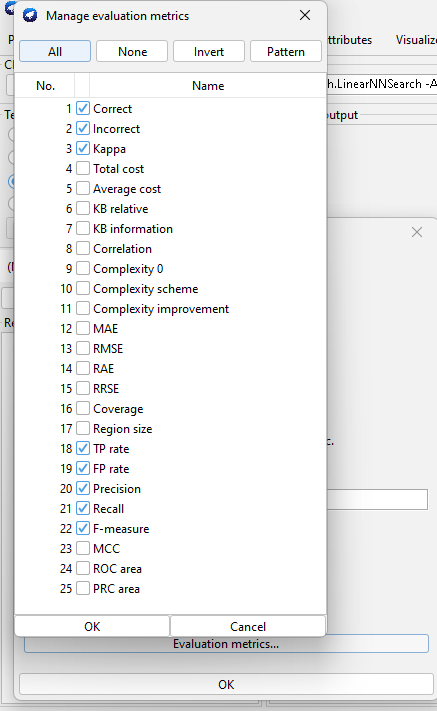 Manage evaluation metrics
All None Invert Pattern
No. Name
1 Correct
2 Incorrect
3 Kappa
4 Total cost
5 Average cost
6 KB relative
7 KB information
8 Correlation
9 Complexity 0
10 Complexity scheme
11 Complexity improvement
12 MAE
13 RMSE
14 RAE
15 RRSE
16 Coverage
17 Region size
18 TP rate
19 FP rate
20 Precision
21 Recall
22 F-measure
23 MCC
24 ROC area
25 PRC area
OK Cancel
ttributes Visualiz
h.LinearNNSearch -A
utput
c.
Evaluation metrics...
OK